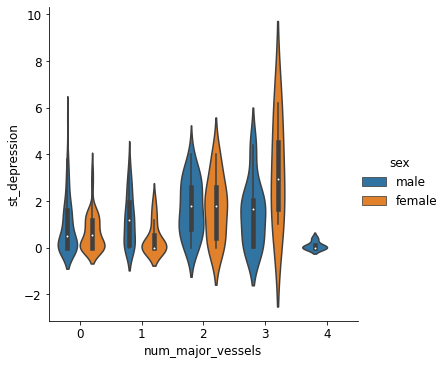 10
8
6
4
2
0
−2
st_depression
0 1 2 3 4
num_major_vessels
sex
male
female